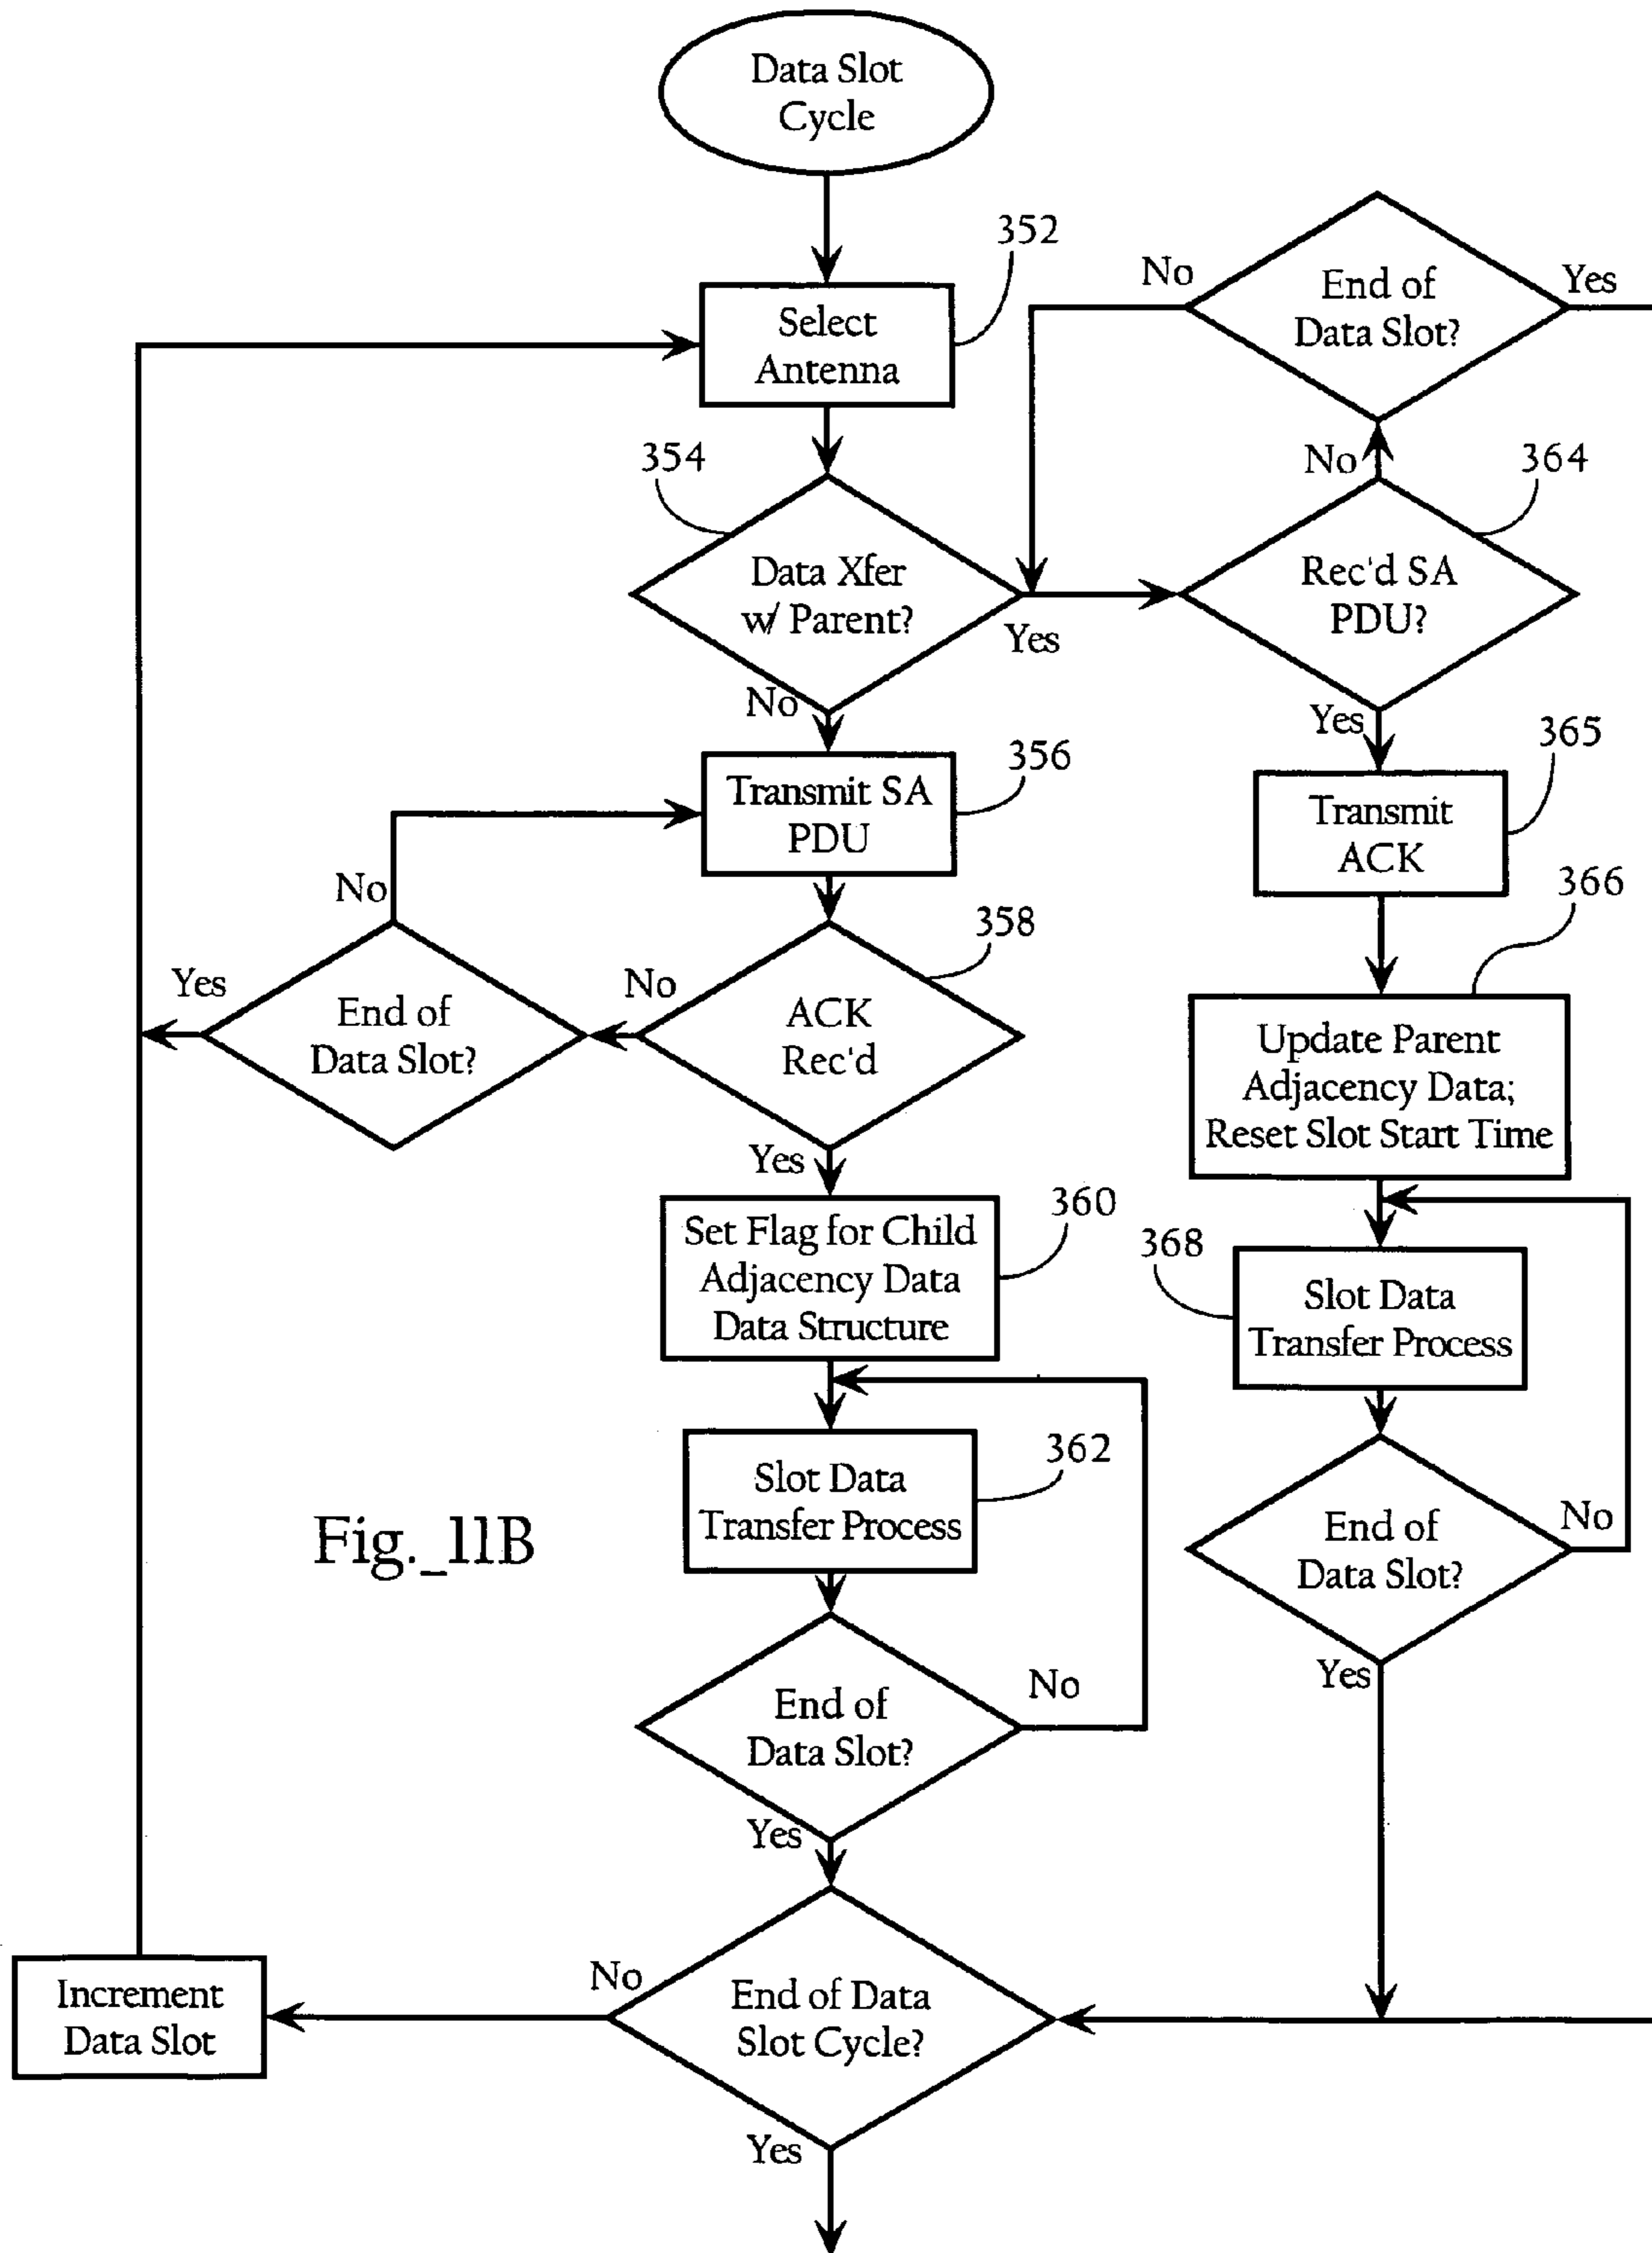 Data Slot
Cycle
352
Select
Antenna
No
End of
Data Slot?
Yes
354
Data Xfer
w/ Parent?
Yes
No
No
364
Rec'd SA
PDU?
Yes
356
Transmit SA
PDU
365
Transmit
ACK
No
358
ACK
Rec'd
No
End of
Data Slot?
Yes
Yes
366
Update Parent
Adjacency Data;
Reset Slot Start Time
360
Set Flag for Child
Adjacency Data
Data Structure
368
Slot Data
Transfer Process
362
Slot Data
Transfer Process
Fig._11B
End of
Data Slot?
No
Yes
End of
Data Slot?
No
Yes
Increment
Data Slot
No
End of Data
Slot Cycle?
Yes